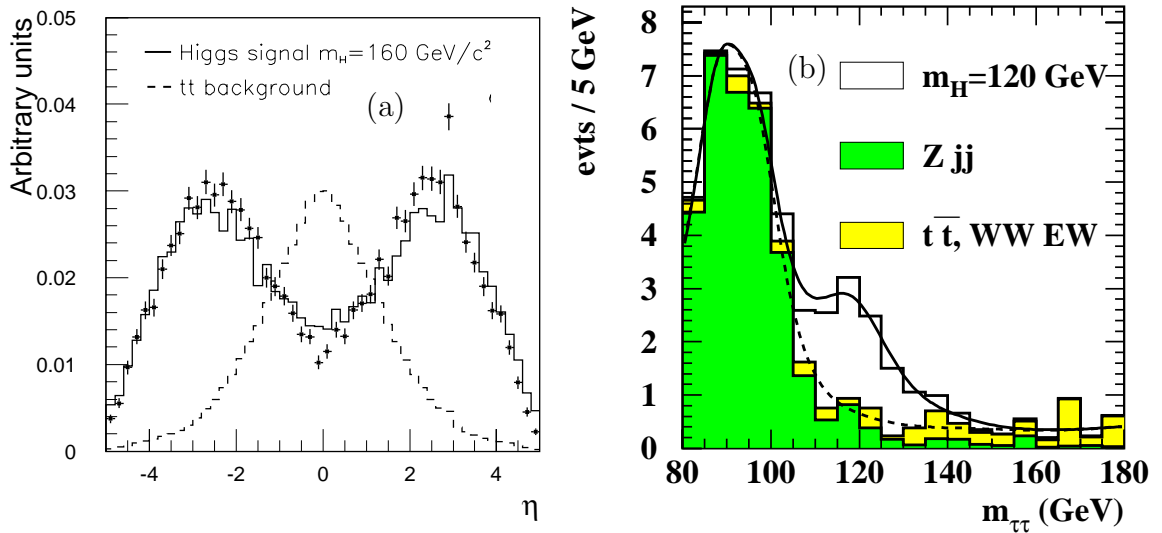 Arbitrary units
0.05
0.04
0.03
0.02
0.01
0
Higgs signal m_H=160 GeV/c²
tt background
(a)
-4 -2 0 2 4
η
evts / 5 GeV
8
7
6
5
4
3
2
1
0
(b)
m_H=120 GeV
Z jj
t t̅, WW EW
80 100 120 140 160 180
m_ττ (GeV)